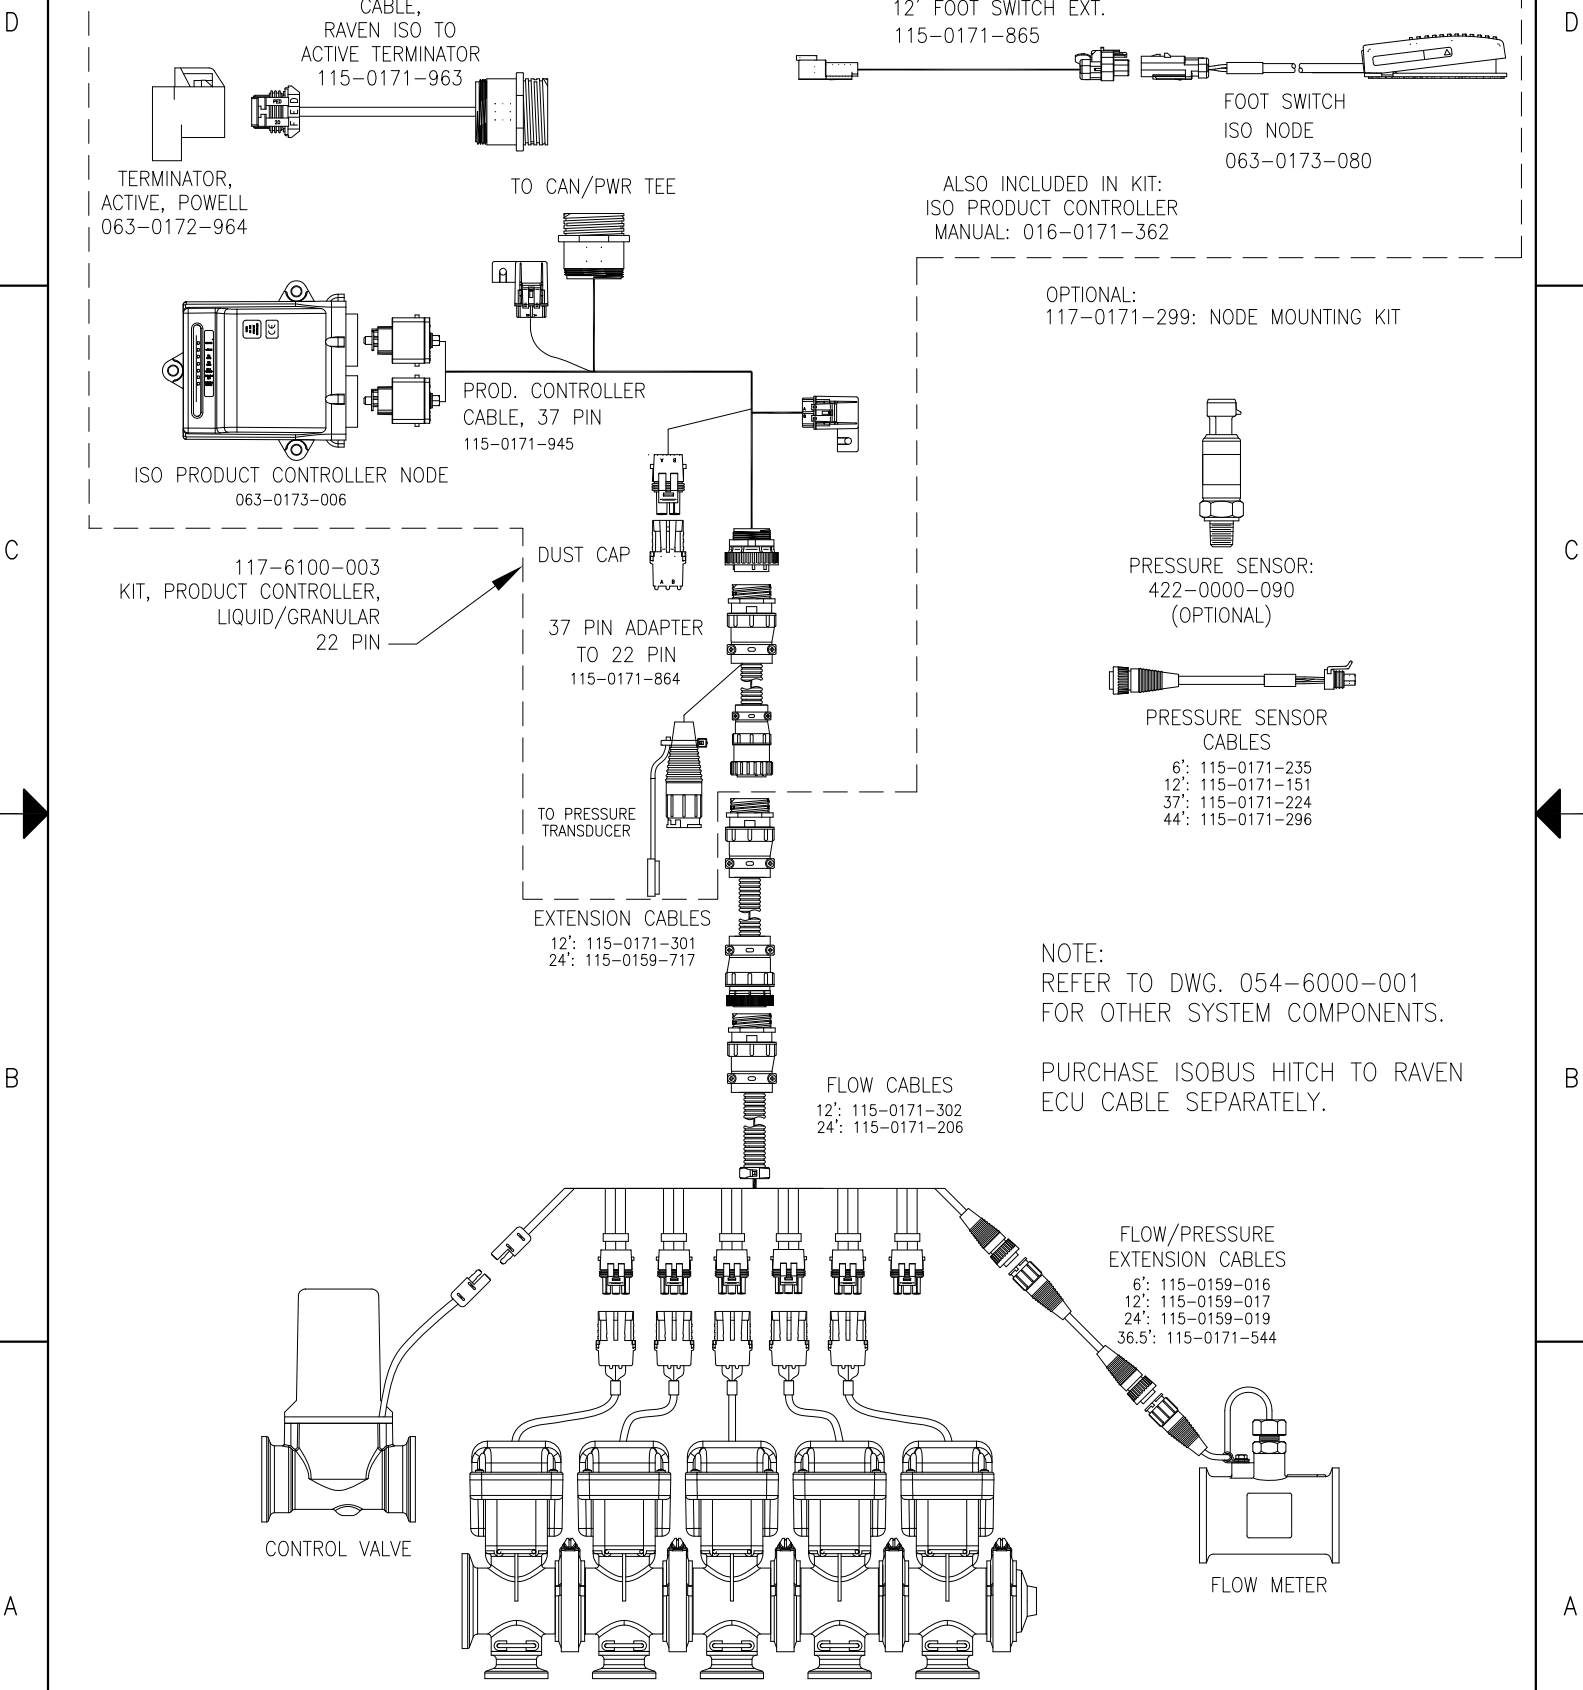 D
D
CABLE,
RAVEN ISO TO
ACTIVE TERMINATOR
115-0171-963
12' FOOT SWITCH EXT.
115-0171-865
FOOT SWITCH
ISO NODE
063-0173-080
TERMINATOR,
ACTIVE, POWELL
063-0172-964
TO CAN/PWR TEE
ALSO INCLUDED IN KIT:
ISO PRODUCT CONTROLLER
MANUAL: 016-0171-362
OPTIONAL:
117-0171-299: NODE MOUNTING KIT
PROD. CONTROLLER
CABLE, 37 PIN
115-0171-945
ISO PRODUCT CONTROLLER NODE
063-0173-006
C
C
117-6100-003
KIT, PRODUCT CONTROLLER,
LIQUID/GRANULAR
22 PIN
DUST CAP
A B
37 PIN ADAPTER
TO 22 PIN
115-0171-864
PRESSURE SENSOR:
422-0000-090
(OPTIONAL)
PRESSURE SENSOR
CABLES
6': 115-0171-235
12': 115-0171-151
37': 115-0171-224
44': 115-0171-296
TO PRESSURE
TRANSDUCER
EXTENSION CABLES
12': 115-0171-301
24': 115-0159-717
NOTE:
REFER TO DWG. 054-6000-001
FOR OTHER SYSTEM COMPONENTS.
PURCHASE ISOBUS HITCH TO RAVEN
ECU CABLE SEPARATELY.
B
B
FLOW CABLES
12': 115-0171-302
24': 115-0171-206
FLOW/PRESSURE
EXTENSION CABLES
6': 115-0159-016
12': 115-0159-017
24': 115-0159-019
36.5': 115-0171-544
CONTROL VALVE
FLOW METER
A
A